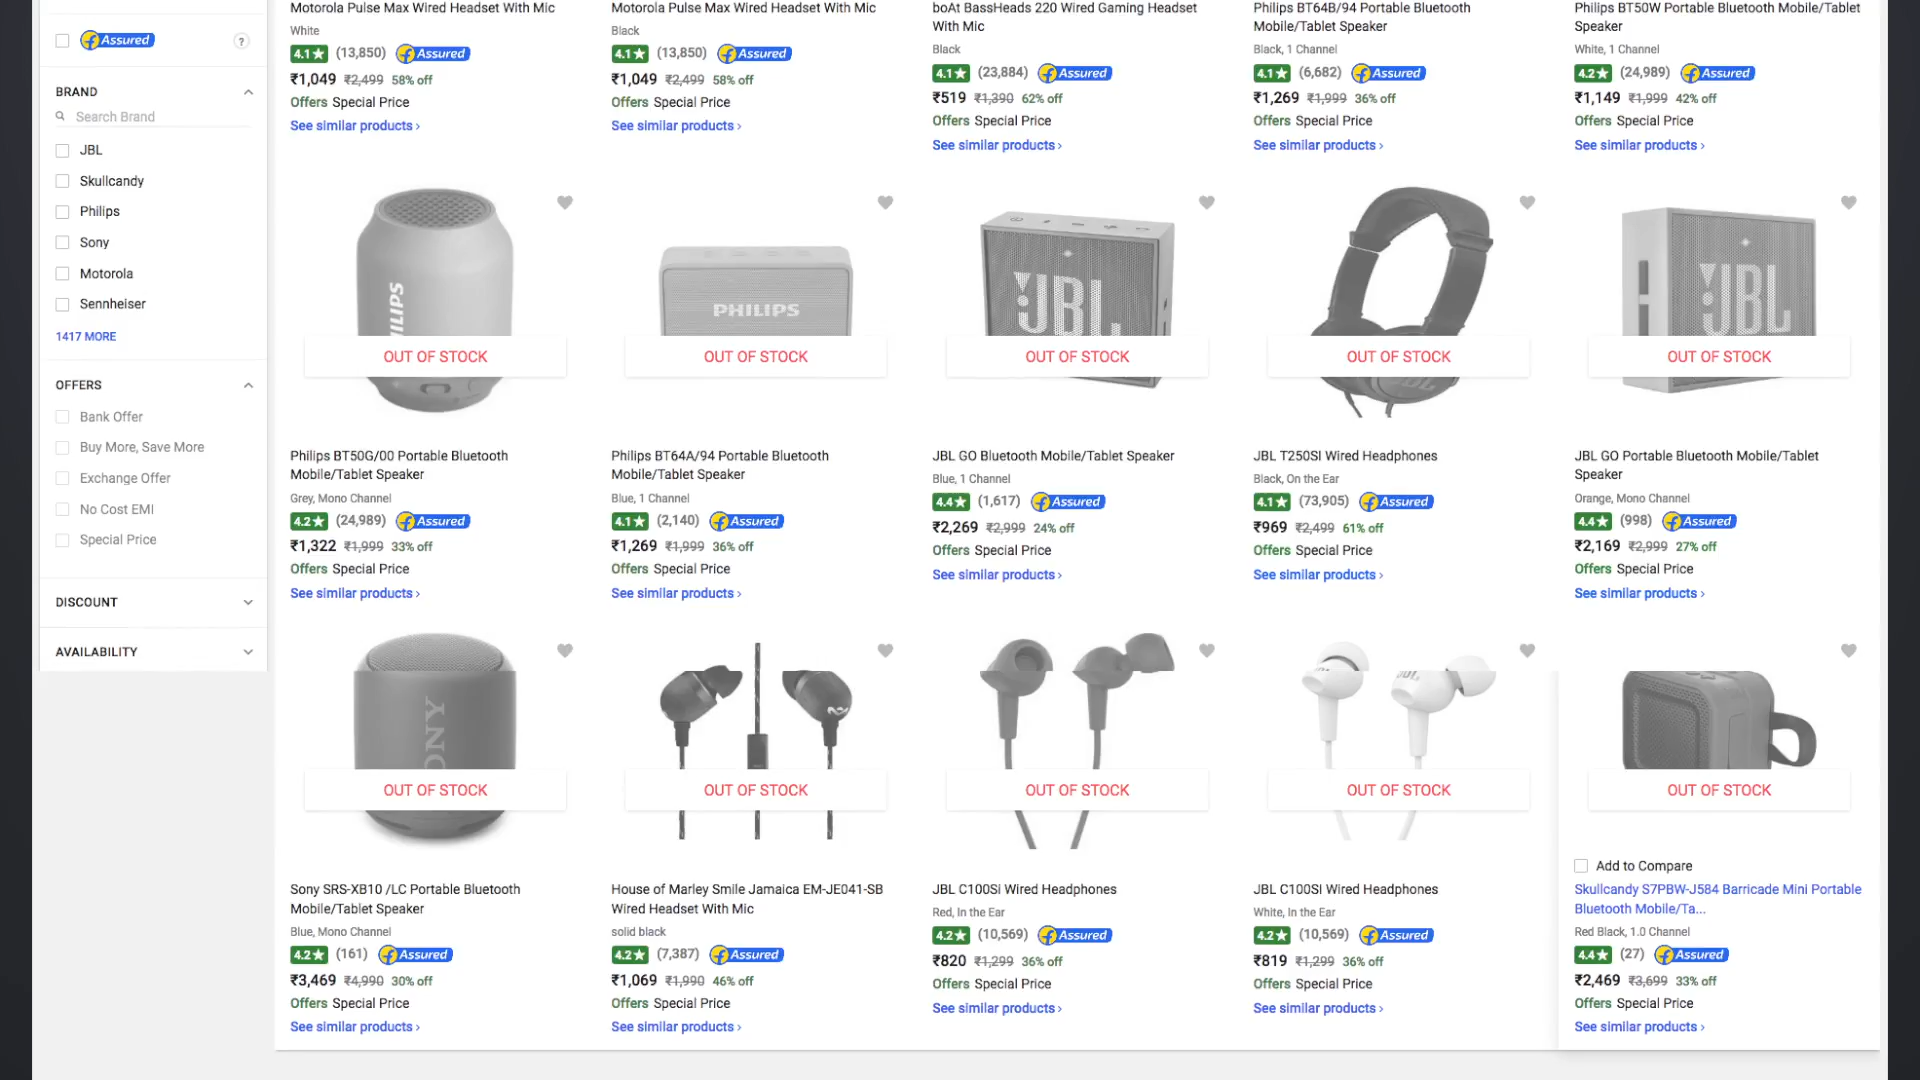 Assured
?
BRAND
Search Brand
JBL
Skullcandy
Philips
Sony
Motorola
Sennheiser
1417 MORE
OFFERS
Bank Offer
Buy More, Save More
Exchange Offer
No Cost EMI
Special Price
DISCOUNT
AVAILABILITY
Motorola Pulse Max Wired Headset With Mic
White
4.1★ (13,850) Assured
₹1,049 ₹2,499 58% off
Offers Special Price
See similar products ›
Motorola Pulse Max Wired Headset With Mic
Black
4.1★ (13,850) Assured
₹1,049 ₹2,499 58% off
Offers Special Price
See similar products ›
boAt BassHeads 220 Wired Gaming Headset
With Mic
Black
4.1★ (23,884) Assured
₹519 ₹1,390 62% off
Offers Special Price
See similar products ›
Philips BT64B/94 Portable Bluetooth
Mobile/Tablet Speaker
Black, 1 Channel
4.1★ (6,682) Assured
₹1,269 ₹1,999 36% off
Offers Special Price
See similar products ›
Philips BT50W Portable Bluetooth Mobile/Tablet
Speaker
White, 1 Channel
4.2★ (24,989) Assured
₹1,149 ₹1,999 42% off
Offers Special Price
See similar products ›
ILIPS
OUT OF STOCK
Philips BT50G/00 Portable Bluetooth
Mobile/Tablet Speaker
Grey, Mono Channel
4.2★ (24,989) Assured
₹1,322 ₹1,999 33% off
Offers Special Price
See similar products ›
PHILIPS
OUT OF STOCK
Philips BT64A/94 Portable Bluetooth
Mobile/Tablet Speaker
Blue, 1 Channel
4.1★ (2,140) Assured
₹1,269 ₹1,999 36% off
Offers Special Price
See similar products ›
JBL
OUT OF STOCK
JBL GO Bluetooth Mobile/Tablet Speaker
Blue, 1 Channel
4.4★ (1,617) Assured
₹2,269 ₹2,999 24% off
Offers Special Price
See similar products ›
OUT OF STOCK
JBL
JBL T250SI Wired Headphones
Black, On the Ear
4.1★ (73,905) Assured
₹969 ₹2,499 61% off
Offers Special Price
See similar products ›
JBL
OUT OF STOCK
JBL GO Portable Bluetooth Mobile/Tablet
Speaker
Orange, Mono Channel
4.4★ (998) Assured
₹2,169 ₹2,999 27% off
Offers Special Price
See similar products ›
ONY
OUT OF STOCK
Sony SRS-XB10 /LC Portable Bluetooth
Mobile/Tablet Speaker
Blue, Mono Channel
4.2★ (161) Assured
₹3,469 ₹4,990 30% off
Offers Special Price
See similar products ›
OUT OF STOCK
House of Marley Smile Jamaica EM-JE041-SB
Wired Headset With Mic
solid black
4.2★ (7,387) Assured
₹1,069 ₹1,990 46% off
Offers Special Price
See similar products ›
OUT OF STOCK
JBL C100Si Wired Headphones
Red, In the Ear
4.2★ (10,569) Assured
₹820 ₹1,299 36% off
Offers Special Price
See similar products ›
JBL
OUT OF STOCK
JBL C100SI Wired Headphones
White, In the Ear
4.2★ (10,569) Assured
₹819 ₹1,299 36% off
Offers Special Price
See similar products ›
OUT OF STOCK
Add to Compare
Skullcandy S7PBW-J584 Barricade Mini Portable
Bluetooth Mobile/Ta...
Red Black, 1.0 Channel
4.4★ (27) Assured
₹2,469 ₹3,699 33% off
Offers Special Price
See similar products ›